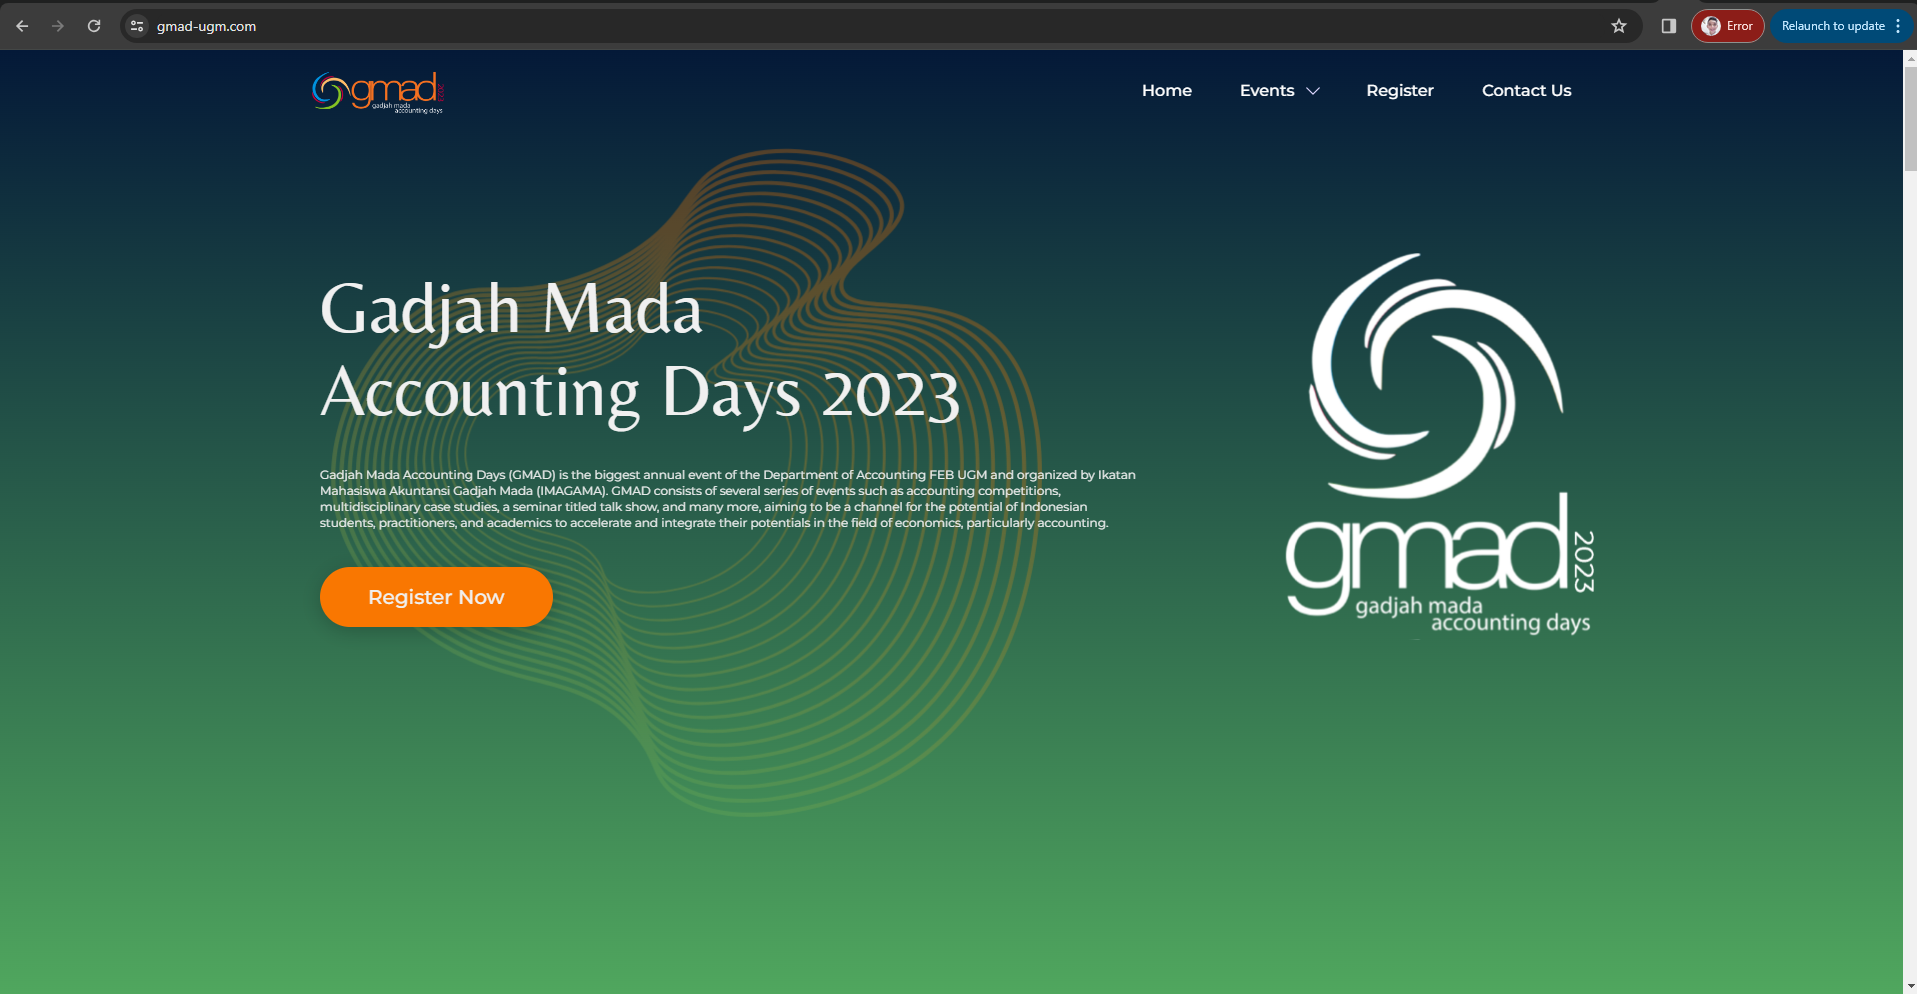 gmad-ugm.com
Error
Relaunch to update
gmad
gadjah mada
accounting days
Home
Events
Register
Contact Us
Gadjah Mada
Accounting Days 2023
Gadjah Mada Accounting Days (GMAD) is the biggest annual event of the Department of Accounting FEB UGM and organized by Ikatan
Mahasiswa Akuntansi Gadjah Mada (IMAGAMA). GMAD consists of several series of events such as accounting competitions,
multidisciplinary case studies, a seminar titled talk show, and many more, aiming to be a channel for the potential of Indonesian
students, practitioners, and academics to accelerate and integrate their potentials in the field of economics, particularly accounting.
Register Now
gmad
2023
gadjah mada
accounting days